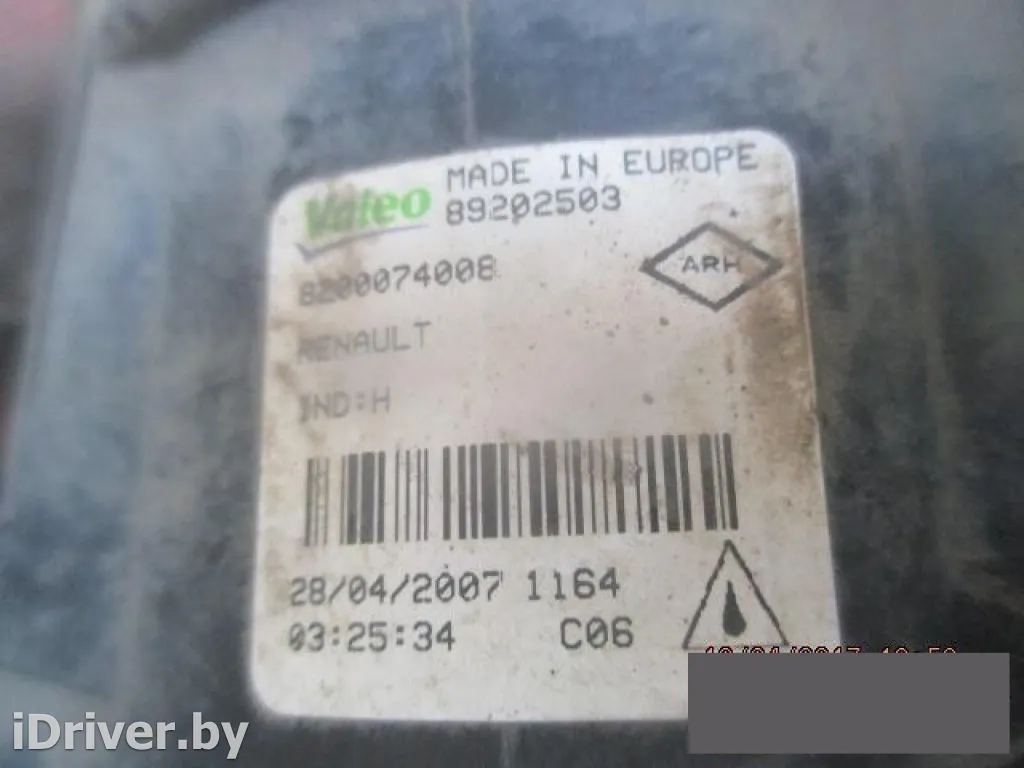 Valeo MADE IN EUROPE
89202503
8200074008
ARH
RENAULT
IND:H
28/04/2007 1164
03:25:34 C06
iDriver.by